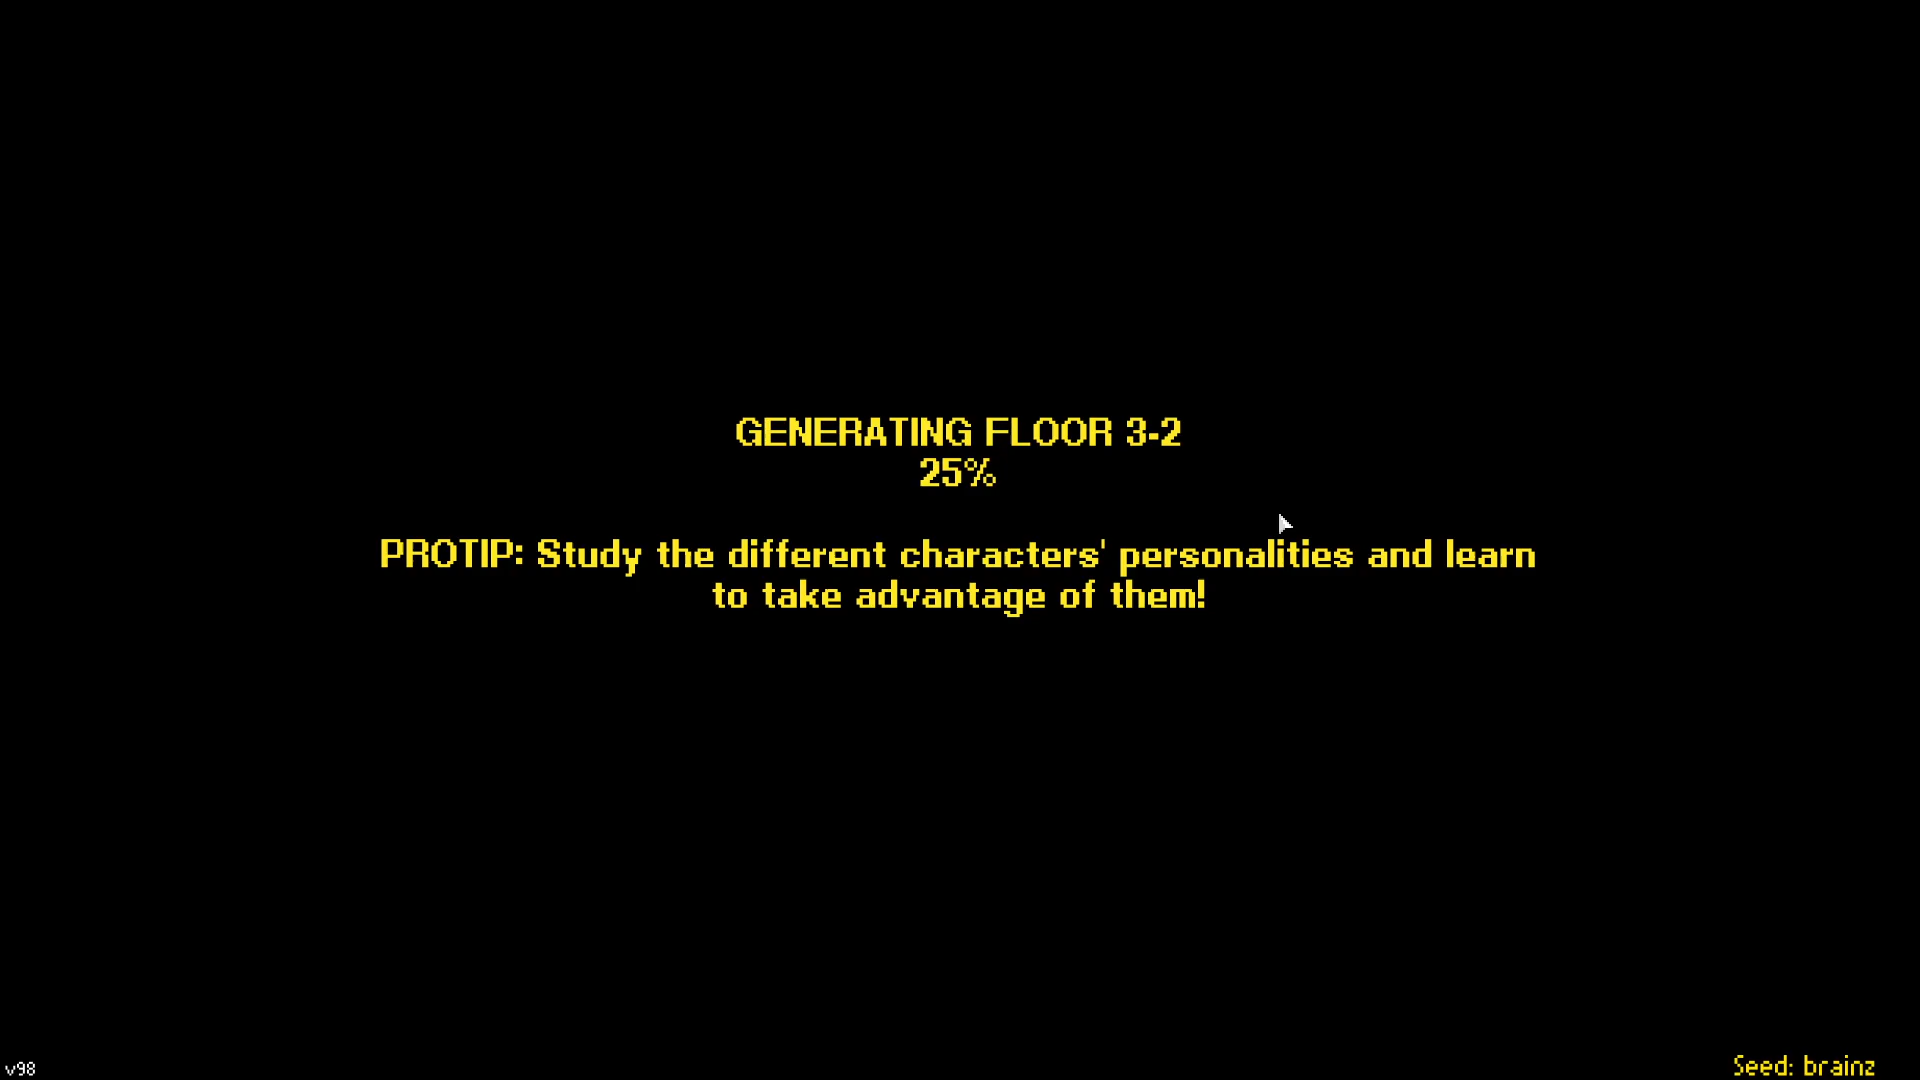 GENERATING FLOOR 3-2
25%
PROTIP: Study the different characters' personalities and learn
to take advantage of them!
v98
Seed: brainz